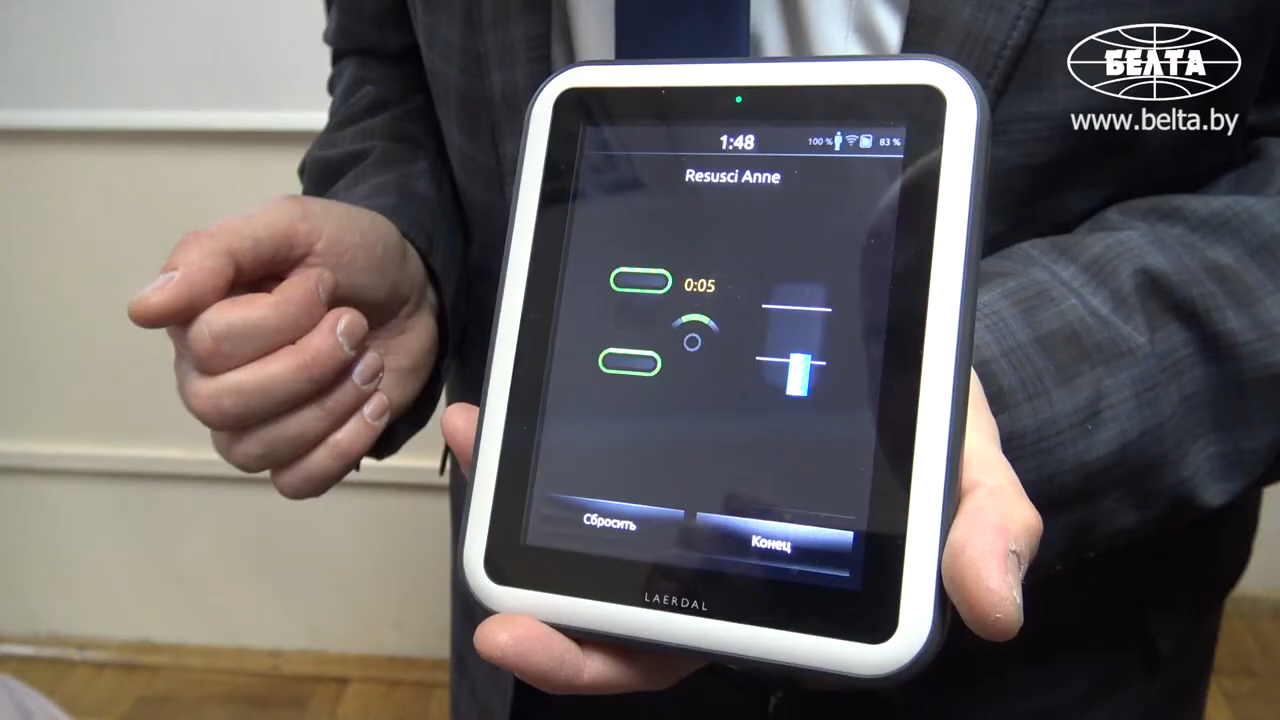 БЕЛТА
www.belta.by
1:48
100 %
83 %
Resusci Anne
0:05
Сбросить
Конец
LAERDAL